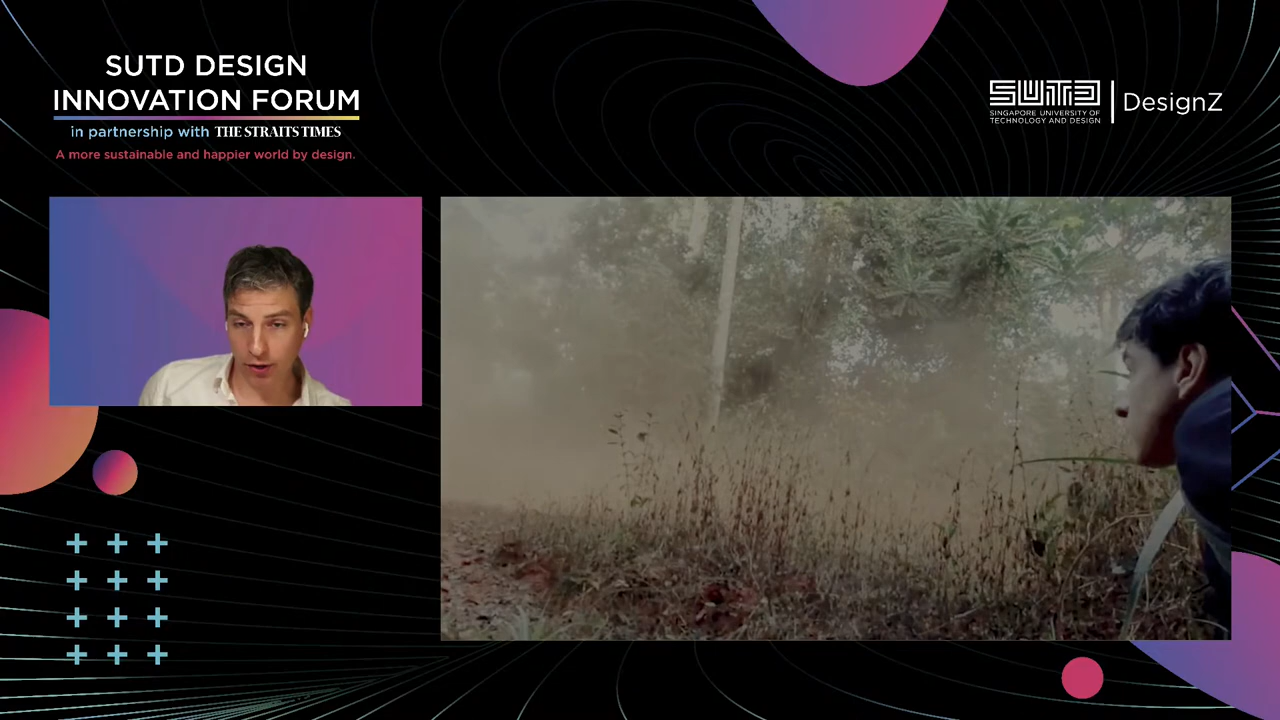 SUTD DESIGN
INNOVATION FORUM
in partnership with THE STRAITS TIMES
A more sustainable and happier world by design.
SUTD
SINGAPORE UNIVERSITY OF
TECHNOLOGY AND DESIGN
DesignZ